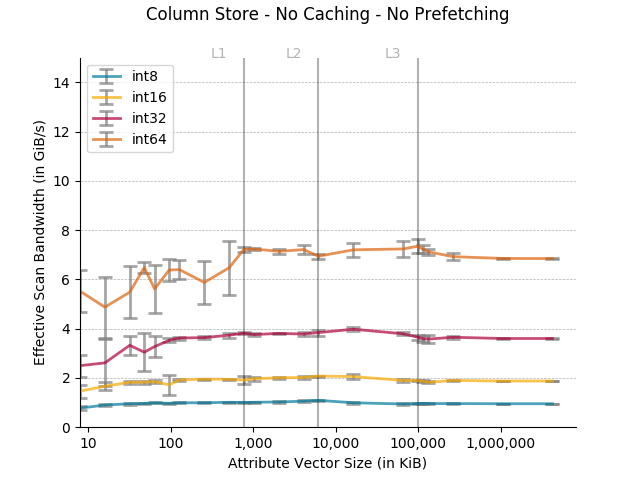 Column Store - No Caching - No Prefetching
L1 L2 L3
int8
int16
int32
int64
Effective Scan Bandwidth (in GiB/s)
14
12
10
8
6
4
2
0
10 100 1,000 10,000 100,000 1,000,000
Attribute Vector Size (in KiB)